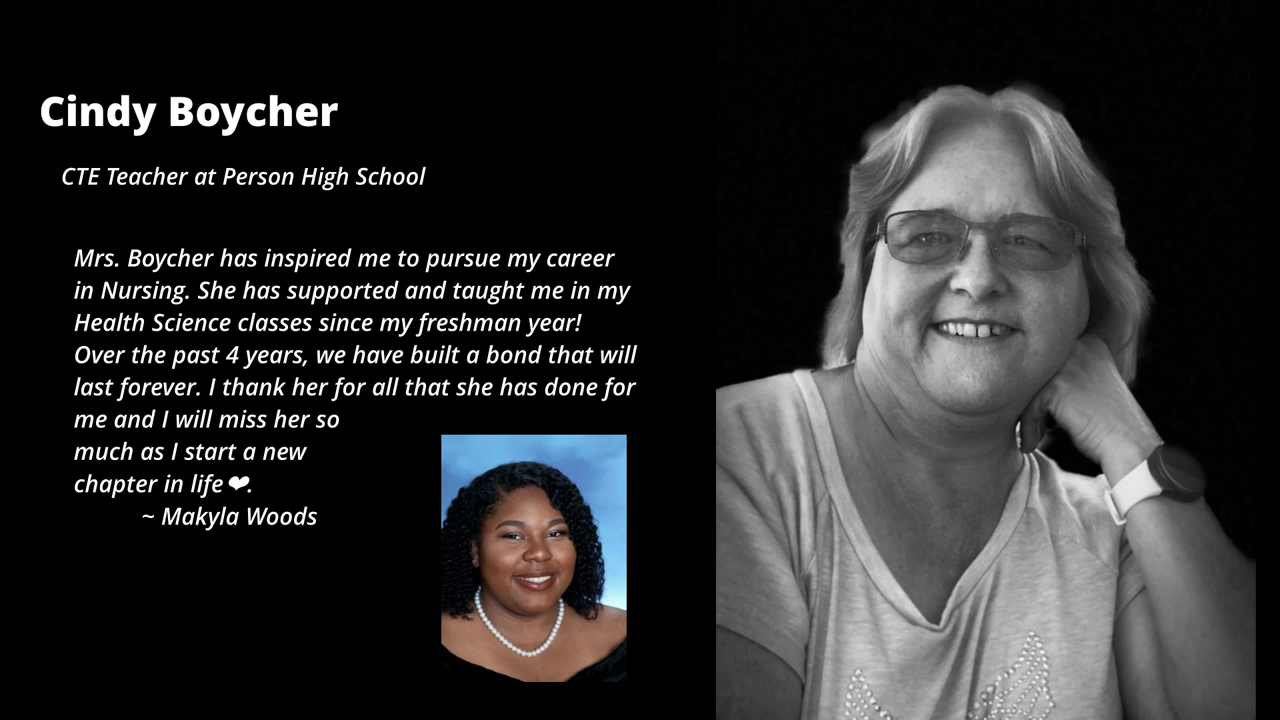 Cindy Boycher
CTE Teacher at Person High School
Mrs. Boycher has inspired me to pursue my career
in Nursing. She has supported and taught me in my
Health Science classes since my freshman year!
Over the past 4 years, we have built a bond that will
last forever. I thank her for all that she has done for
me and I will miss her so
much as I start a new
chapter in life❤.
~ Makyla Woods